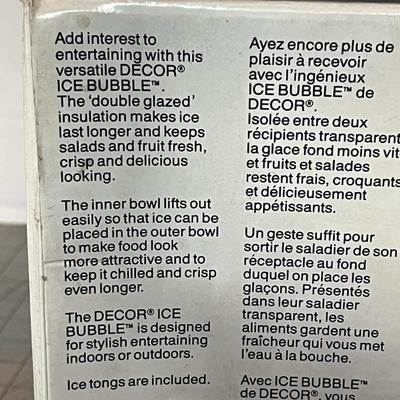 Add interest to
entertaining with this
versatile DECOR®
ICE BUBBLE™.
The 'double glazed'
insulation makes ice
last longer and keeps
salads and fruit fresh,
crisp and delicious
looking.
The inner bowl lifts out
easily so that ice can be
placed in the outer bowl
to make food look
more attractive and to
keep it chilled and crisp
even longer.
The DECOR® ICE
BUBBLE™ is designed
for stylish entertaining
indoors or outdoors.
Ice tongs are included.
Ayez encore plus de
plaisir à recevoir
avec l'ingénieux
ICE BUBBLE™ de
DECOR®.
Isolée entre deux
récipients transparent
la glace fond moins vit
et fruits et salades
restent frais, croquants
et délicieusement
appétissants.
Un geste suffit pour
sortir le saladier de son
réceptacle au fond
duquel on place les
glaçons. Présentés
dans leur saladier
transparent, les
aliments gardent une
fraîcheur qui vous met
l'eau à la bouche.
Avec ICE BUBBLE™
de DECOR®, vous